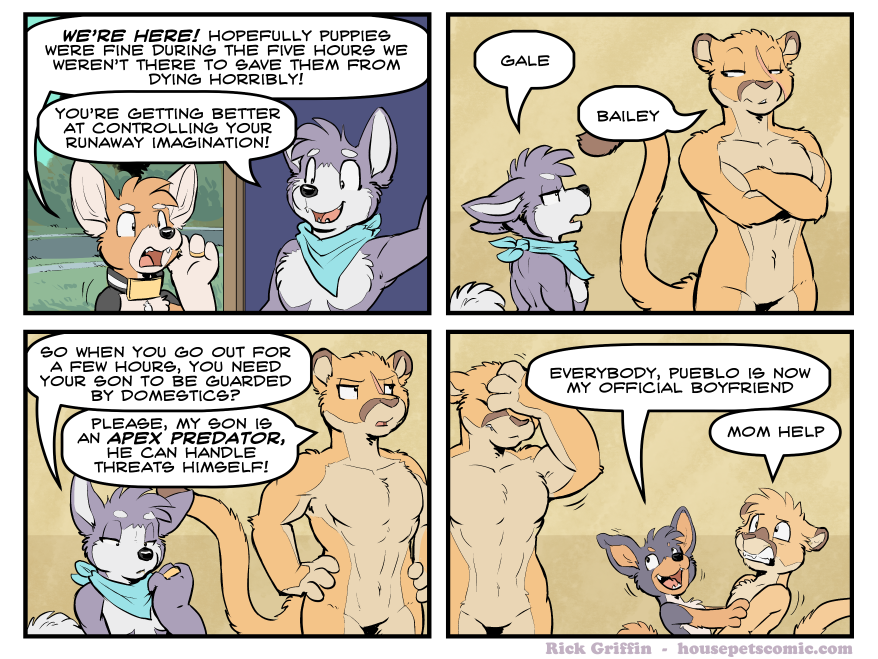 WE'RE HERE! HOPEFULLY PUPPIES
WERE FINE DURING THE FIVE HOURS WE
WEREN'T THERE TO SAVE THEM FROM
DYING HORRIBLY!
YOU'RE GETTING BETTER
AT CONTROLLING YOUR
RUNAWAY IMAGINATION!
GALE
BAILEY
SO WHEN YOU GO OUT FOR
A FEW HOURS, YOU NEED
YOUR SON TO BE GUARDED
BY DOMESTICS?
PLEASE, MY SON IS
AN APEX PREDATOR,
HE CAN HANDLE
THREATS HIMSELF!
EVERYBODY, PUEBLO IS NOW
MY OFFICIAL BOYFRIEND
MOM HELP
Rick Griffin - housepetscomic.com